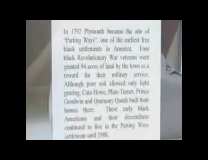 In 1792 Plymouth became the site of
"Parting Ways", one of the earliest free
black settlements in America. Four
black Revolutionary War veterans were
granted 94 acres of land by the town as a
reward for their military service.
Although poor soil allowed only light
grazing, Cato Howe, Plato Turner, Prince
Goodwin and Quamany Quash built their
homes there. These early black
Americans and their descendants
continued to live in the Parting Ways
settlement until